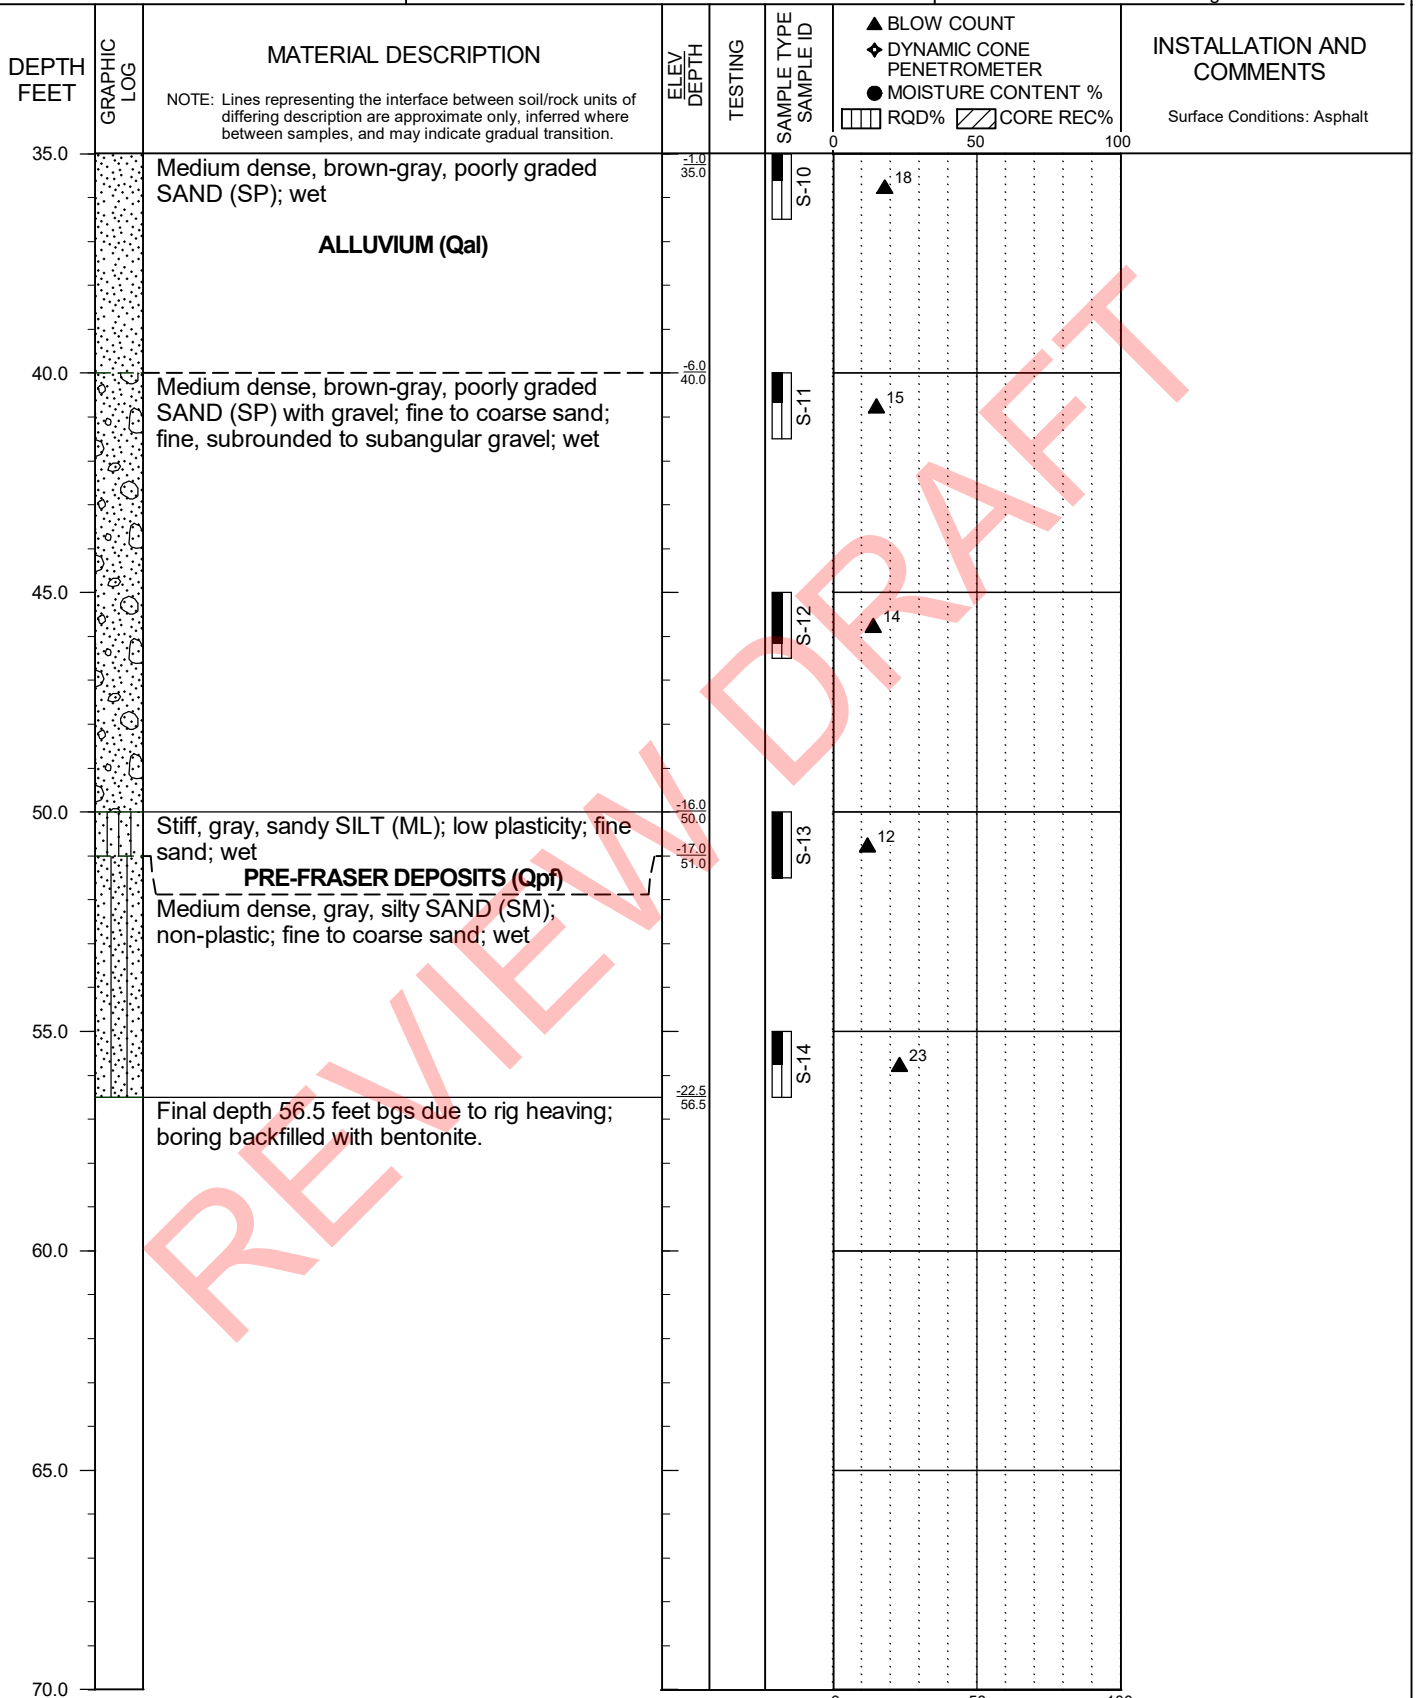 DEPTH
FEET
GRAPHIC
LOG
MATERIAL DESCRIPTION
NOTE: Lines representing the interface between soil/rock units of
differing description are approximate only, inferred where
between samples, and may indicate gradual transition.
ELEV
DEPTH
TESTING
SAMPLE TYPE
SAMPLE ID
▲ BLOW COUNT
DYNAMIC CONE
PENETROMETER
● MOISTURE CONTENT %
RQD% CORE REC%
0 50 100
INSTALLATION AND
COMMENTS
Surface Conditions: Asphalt
35.0
Medium dense, brown-gray, poorly graded
SAND (SP); wet
ALLUVIUM (Qal)
-1.0
35.0
S-10
18
40.0
Medium dense, brown-gray, poorly graded
SAND (SP) with gravel; fine to coarse sand;
fine, subrounded to subangular gravel; wet
-6.0
40.0
S-11
15
45.0
S-12
14
50.0
Stiff, gray, sandy SILT (ML); low plasticity; fine
sand; wet
-16.0
50.0
-17.0
51.0
S-13
12
PRE-FRASER DEPOSITS (Qpf)
Medium dense, gray, silty SAND (SM);
non-plastic; fine to coarse sand; wet
55.0
S-14
23
-22.5
56.5
Final depth 56.5 feet bgs due to rig heaving;
boring backfilled with bentonite.
60.0
65.0
70.0
REVIEW DRAFT